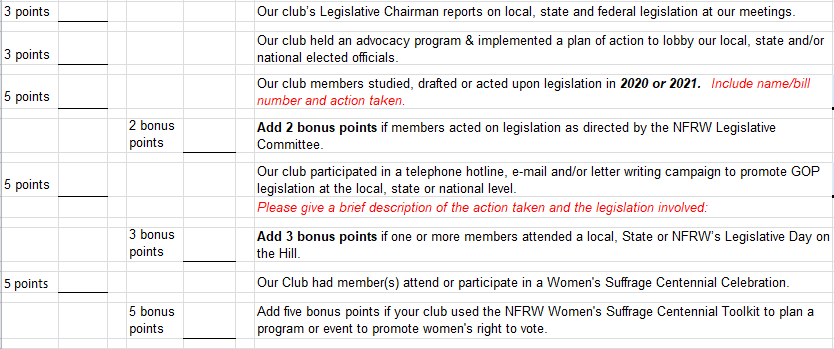 3 points Our club's Legislative Chairman reports on local, state and federal legislation at our meetings.
Our club held an advocacy program & implemented a plan of action to lobby our local, state and/or
3 points national elected officials.
Our club members studied, drafted or acted upon legislation in 2020 or 2021. Include name/bill
5 points number and action taken.
2 bonus Add 2 bonus points if members acted on legislation as directed by the NFRW Legislative
points Committee.
Our club participated in a telephone hotline, e-mail and/or letter writing campaign to promote GOP
5 points legislation at the local, state or national level.
Please give a brief description of the action taken and the legislation involved:
3 bonus Add 3 bonus points if one or more members attended a local, State or NFRW's Legislative Day on
points the Hill.
5 points Our Club had member(s) attend or participate in a Women's Suffrage Centennial Celebration.
5 bonus Add five bonus points if your club used the NFRW Women's Suffrage Centennial Toolkit to plan a
points program or event to promote women's right to vote.